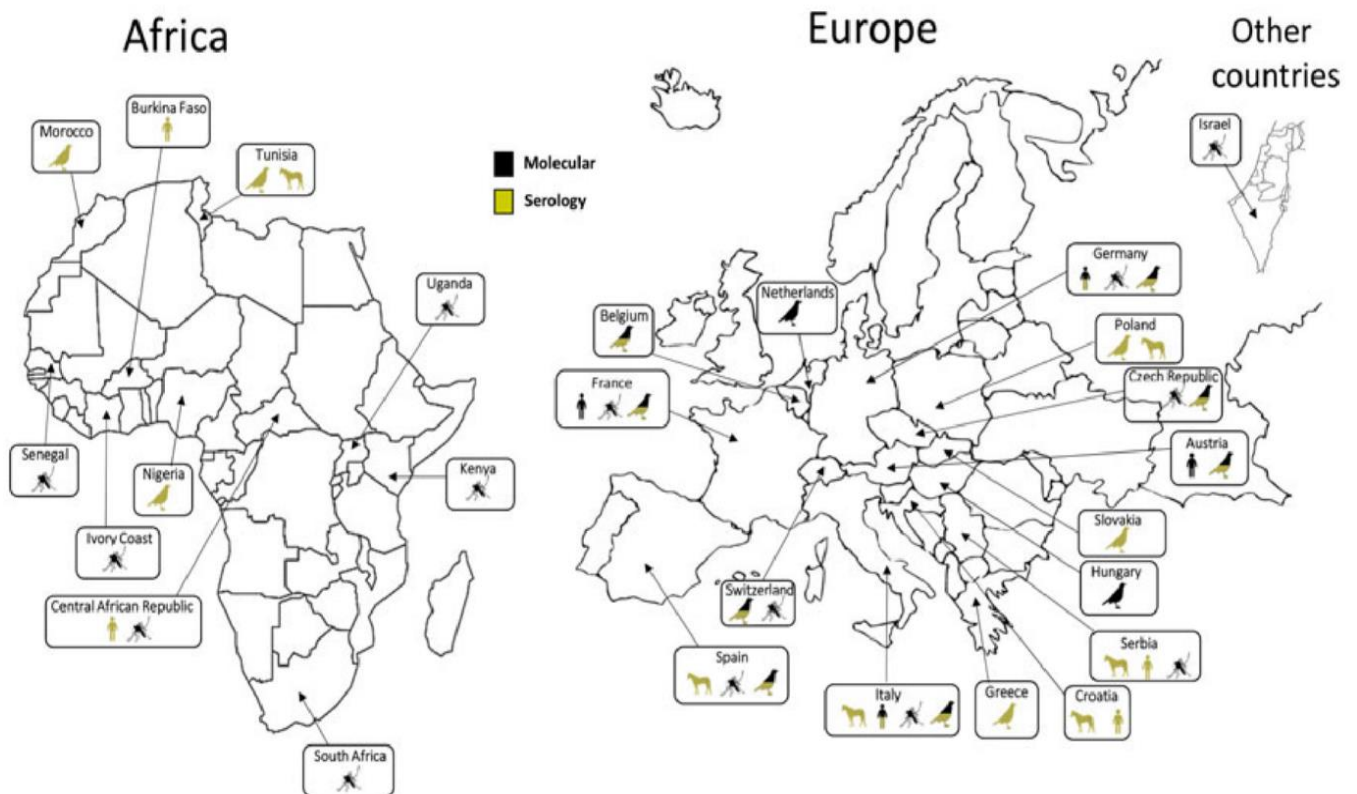 Africa
Europe
Other
countries
Burkina Faso
Morocco
Tunisia
Molecular
Serology
Israel
Uganda
Germany
Netherlands
Belgium
Poland
France
Czech Republic
Austria
Senegal
Nigeria
Kenya
Ivory Coast
Slovakia
Hungary
Central African Republic
Switzerland
Serbia
Spain
Italy
Greece
Croatia
South Africa